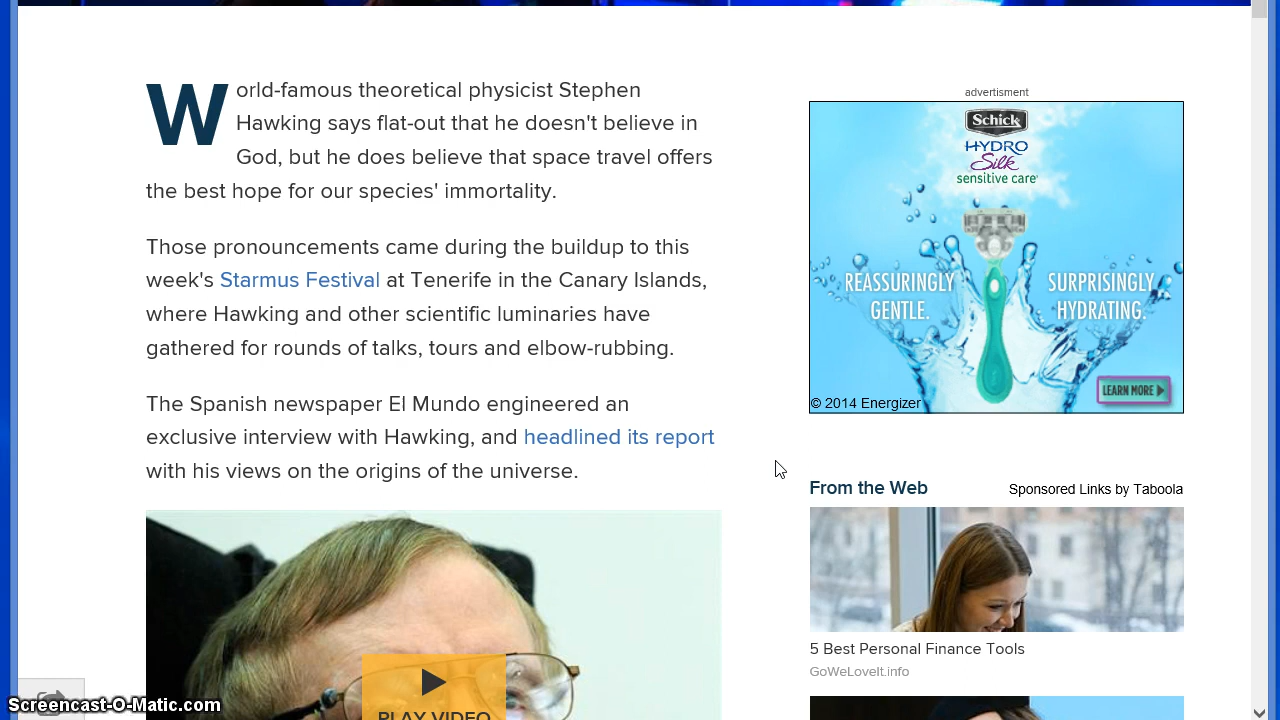 World-famous theoretical physicist Stephen
Hawking says flat-out that he doesn't believe in
God, but he does believe that space travel offers
the best hope for our species' immortality.
Those pronouncements came during the buildup to this
week's Starmus Festival at Tenerife in the Canary Islands,
where Hawking and other scientific luminaries have
gathered for rounds of talks, tours and elbow-rubbing.
The Spanish newspaper El Mundo engineered an
exclusive interview with Hawking, and headlined its report
with his views on the origins of the universe.
PLAY VIDEO
advertisment
Schick
HYDRO
Silk
sensitive care
REASSURINGLY
GENTLE.
SURPRISINGLY
HYDRATING.
LEARN MORE
© 2014 Energizer
From the Web
Sponsored Links by Taboola
5 Best Personal Finance Tools
GoWeLoveIt.info
Screencast-O-Matic.com